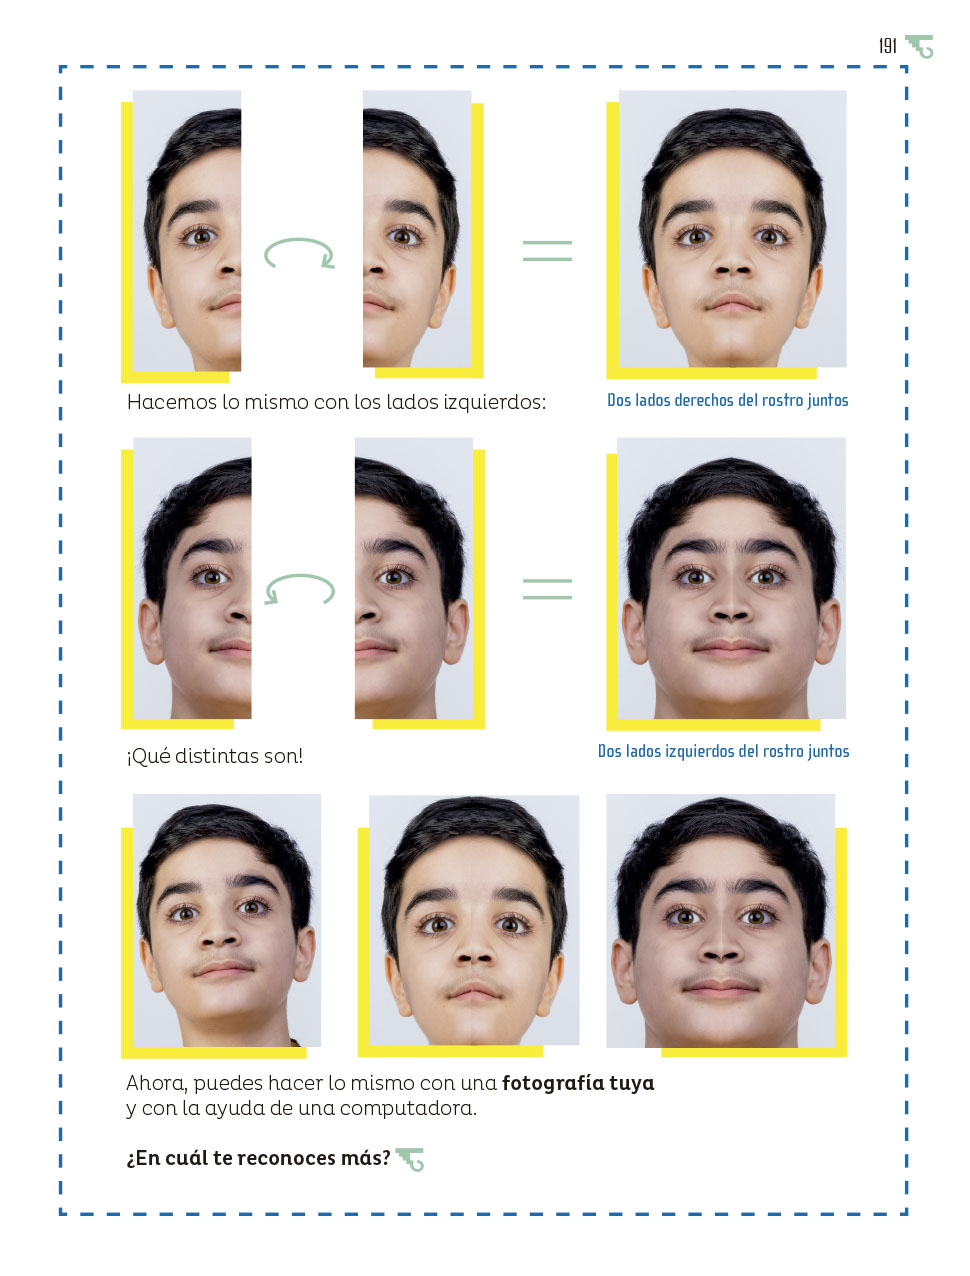 191
Hacemos lo mismo con los lados izquierdos:
Dos lados derechos del rostro juntos
¡Qué distintas son!
Dos lados izquierdos del rostro juntos
Ahora, puedes hacer lo mismo con una fotografía tuya
y con la ayuda de una computadora.
¿En cuál te reconoces más?